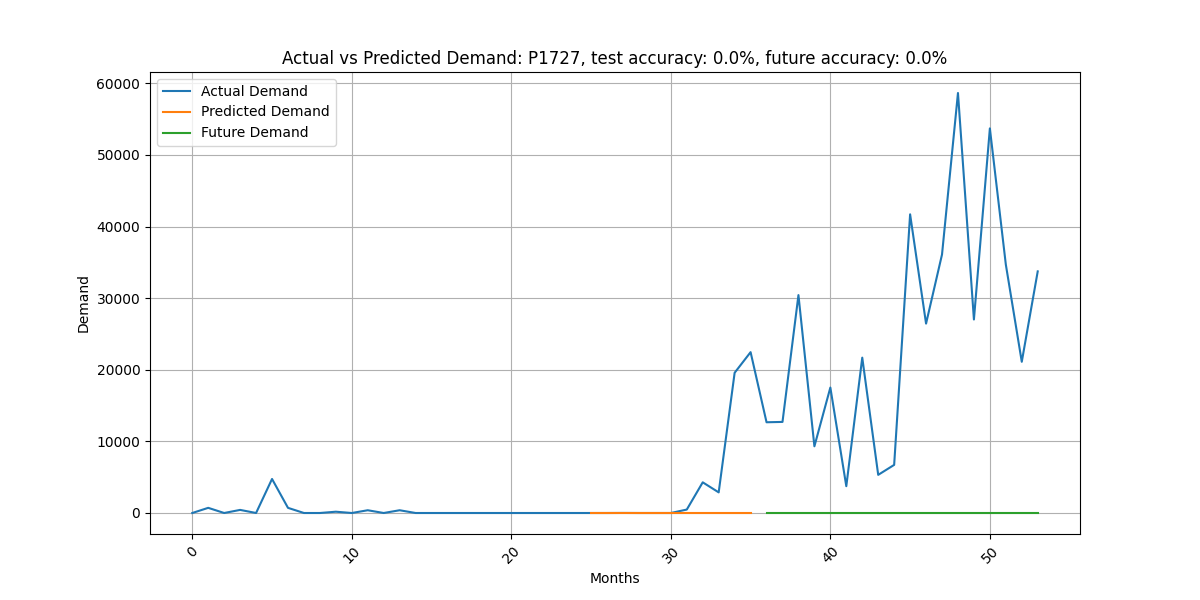 Actual vs Predicted Demand: P1727, test accuracy: 0.0%, future accuracy: 0.0%
Actual Demand
Predicted Demand
Future Demand
60000
50000
40000
30000
20000
10000
0
Demand
0
10
20
30
40
50
Months